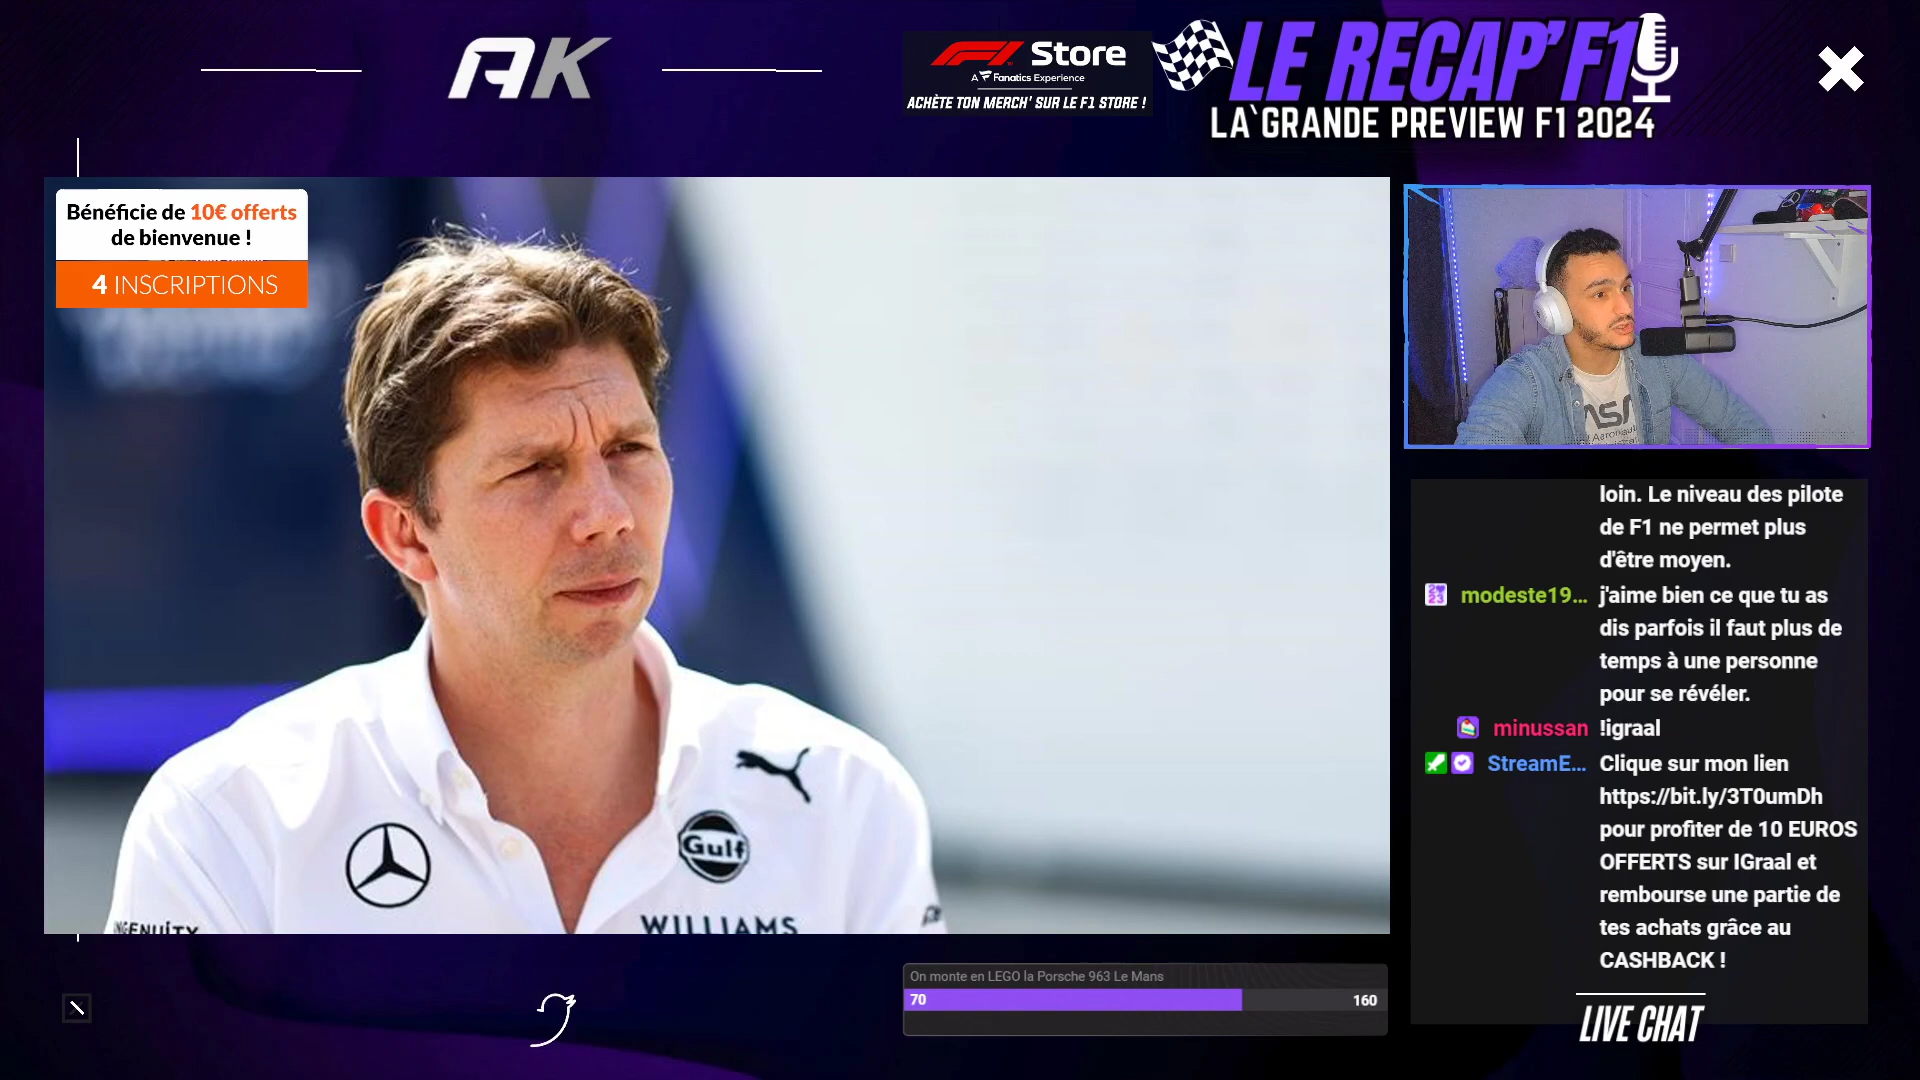 AK
F1 Store
A Fanatics Experience
ACHÈTE TON MERCH' SUR LE F1 STORE !
LE RECAP'F1
LA`GRANDE PREVIEW F1 2024
Bénéficie de 10€ offerts
de bienvenue !
4 INSCRIPTIONS
Gulf
WILLIAMS
loin. Le niveau des pilote
de F1 ne permet plus
d'être moyen.
modeste19... j'aime bien ce que tu as
dis parfois il faut plus de
temps à une personne
pour se révéler.
minussan !igraal
StreamE... Clique sur mon lien
https://bit.ly/3T0umDh
pour profiter de 10 EUROS
OFFERTS sur IGraal et
rembourse une partie de
tes achats grâce au
CASHBACK !
LIVE CHAT
On monte en LEGO la Porsche 963 Le Mans
70 160